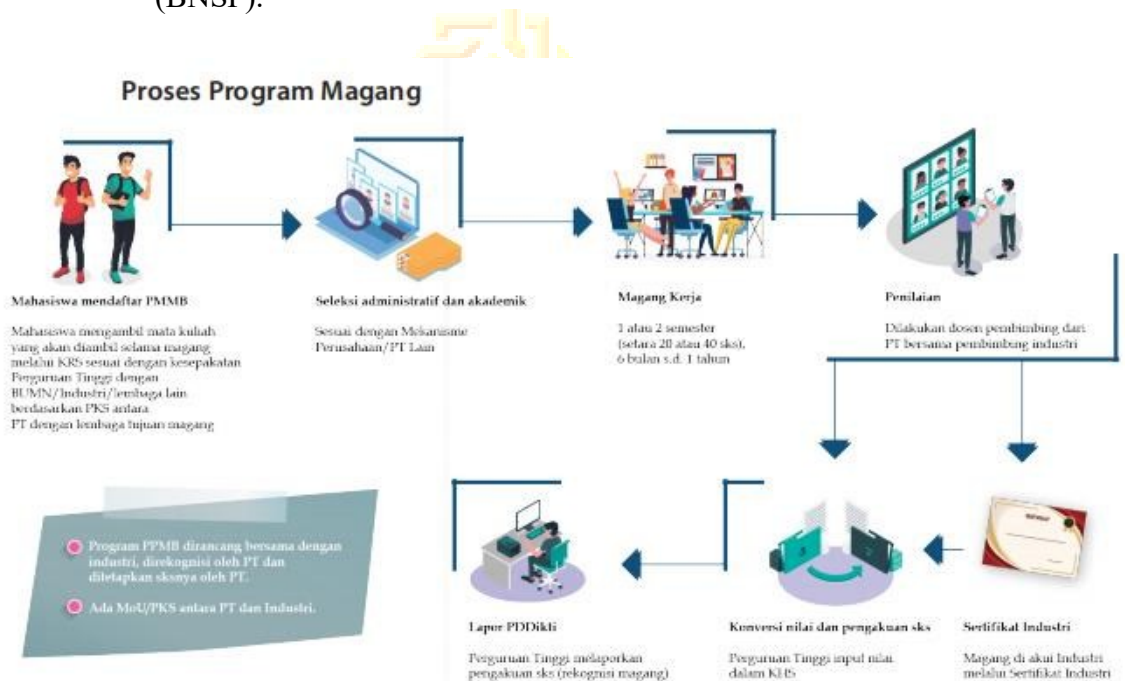 (BNSP).
Proses Program Magang
Mahasiswa mendaftar PMMB
Mahasiswa mengambil mata kuliah
yang akan diambil selama magang
melalui KRS sesuai dengan kesepakatan
Perguruan Tinggi dengan
BUMN/Industri/lembaga lain
berdasarkan PKS antara
PT dengan lembaga tujuan magang
Seleksi administratif dan akademik
Sesuai dengan Mekanisme
Perusahaan/PT Lain
Magang Kerja
1 atau 2 semester
(setara 20 atau 40 sks),
6 bulan s.d. 1 tahun
Penilaian
Dilakukan dosen pembimbing dari
PT bersama pembimbing industri
Program PPMB dirancang bersama dengan
industri, direkognisi oleh PT dan
ditetapkan sksnya oleh PT.
Ada MoU/PKS antara PT dan Industri.
Lapor PDDikti
Perguruan Tinggi melaporkan
pengakuan sks (rekognisi magang)
Konversi nilai dan pengakuan sks
Perguruan Tinggi input nilai
dalam KHS
Sertifikat Industri
Magang di akui Industri
melalui Sertifikat Industri